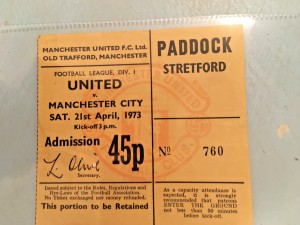 MANCHESTER UNITED F.C. Ltd.
OLD TRAFFORD, MANCHESTER
FOOTBALL LEAGUE, DIV. 1
UNITED
v.
MANCHESTER CITY
SAT. 21st APRIL, 1973
Kick-off 3 p.m.
Admission 45p
L. Olive
Secretary.
Issued subject to the Rules, Regulations and
Bye-Laws of the Football Association.
No Ticket exchanged nor money refunded.
This portion to be Retained
PADDOCK
STRETFORD
No 760
As a capacity attendance is
expected, it is strongly
recommended that patrons
ENTER THE GROUND
not less than 30 minutes
before kick-off.